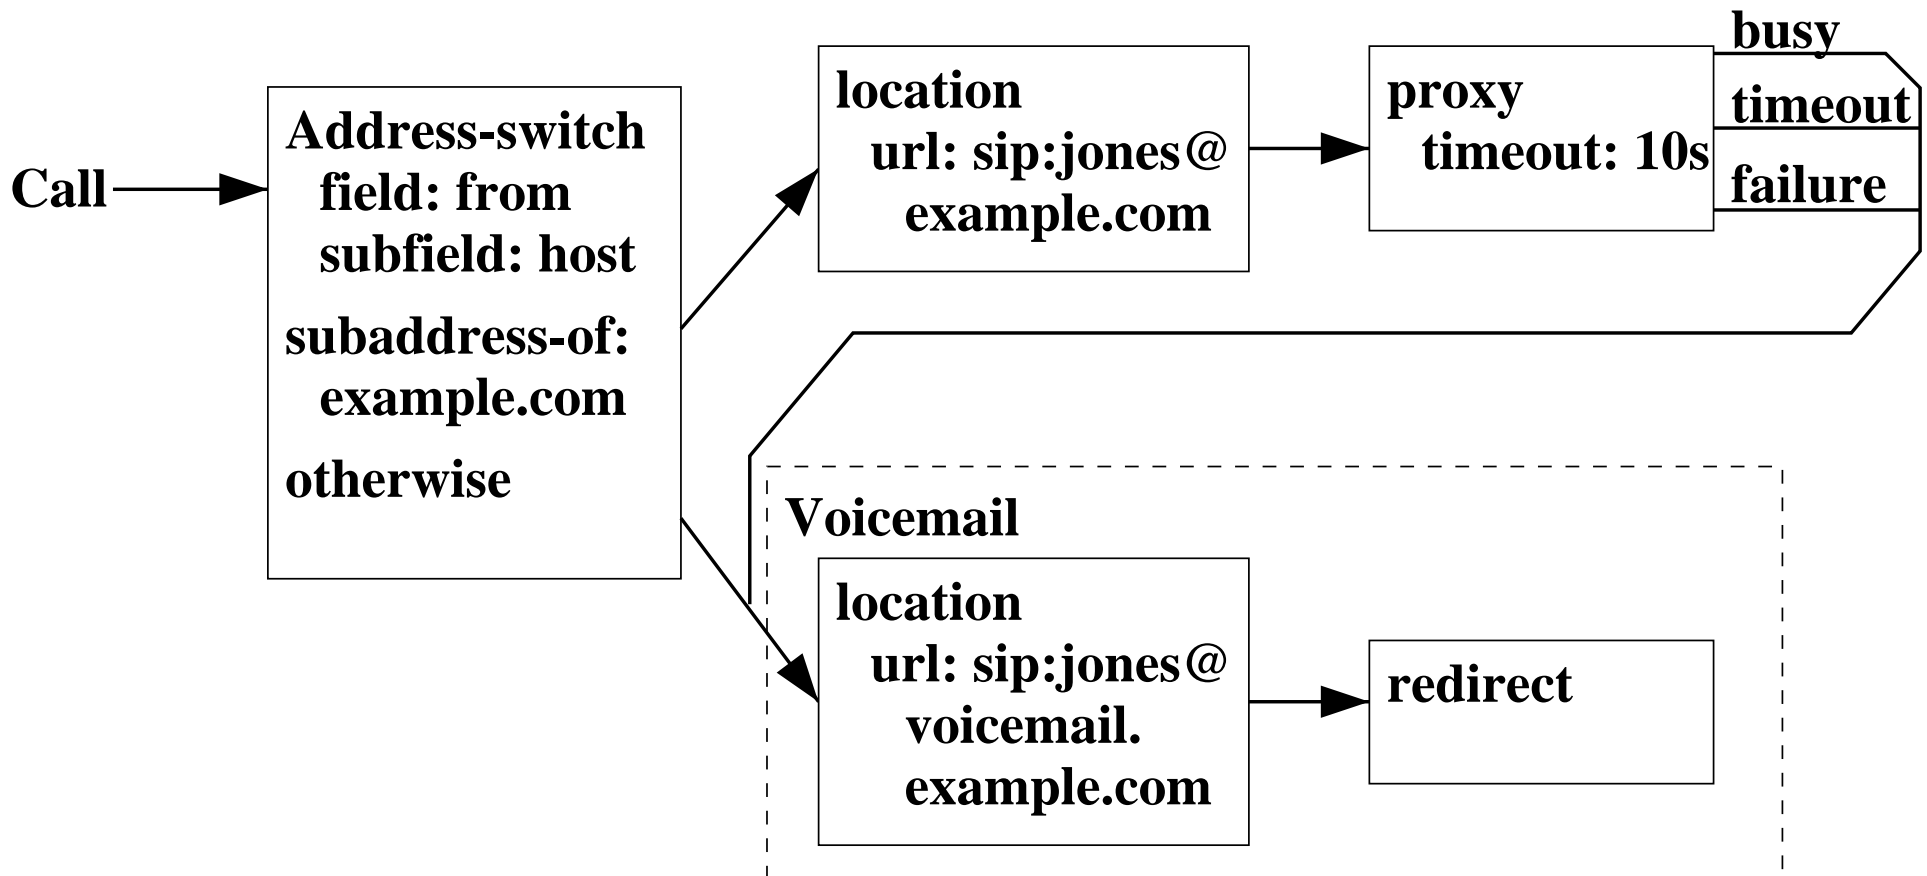 Call
Address-switch
field: from
subfield: host
subaddress-of:
example.com
otherwise
location
url: sip:jones@
example.com
proxy
timeout: 10s
busy
timeout
failure
Voicemail
location
url: sip:jones@
voicemail.
example.com
redirect